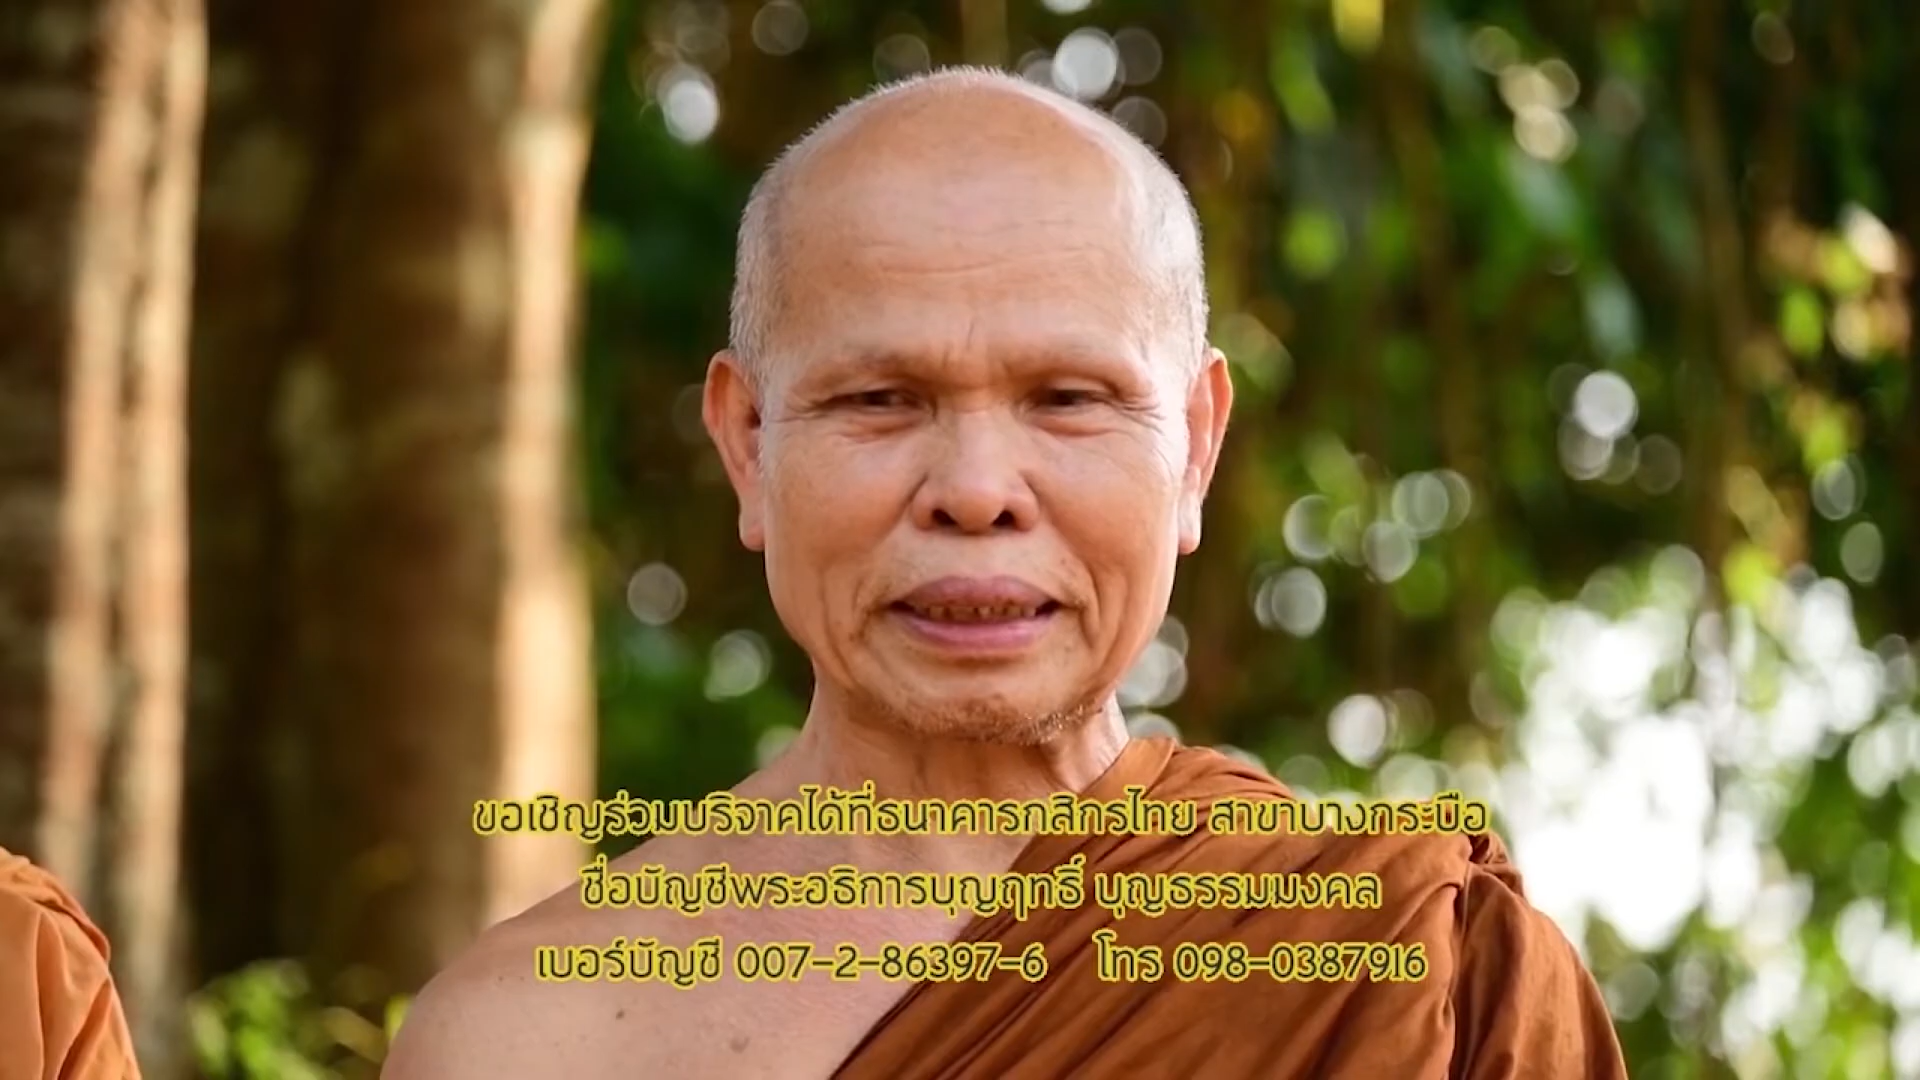 ขอเชิญร่วมบริจาคได้ที่ธนาคารกสิกรไทย สาขาบางกระบือ
ชื่อบัญชีพระอธิการบุญฤทธิ์ บุญธรรมมงคล
เบอร์บัญชี 007-2-86397-6 โทร 098-0387916